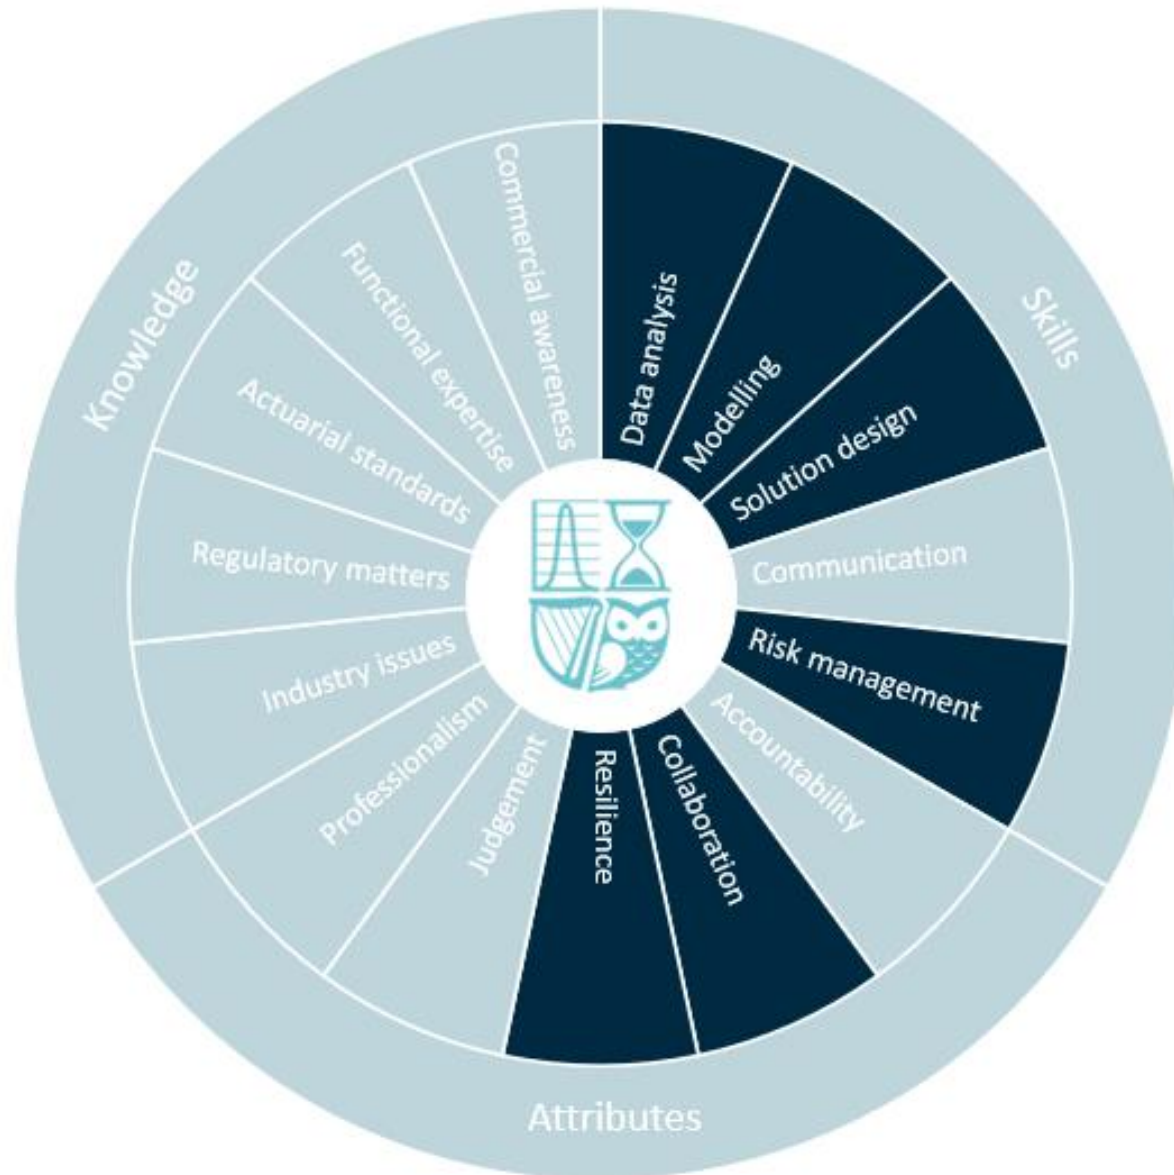 Skills
Data analysis
Modelling
Solution design
Communication
Risk management
Attributes
Accountability
Collaboration
Resilience
Judgement
Professionalism
Knowledge
Industry issues
Regulatory matters
Actuarial standards
Functional expertise
Commercial awareness